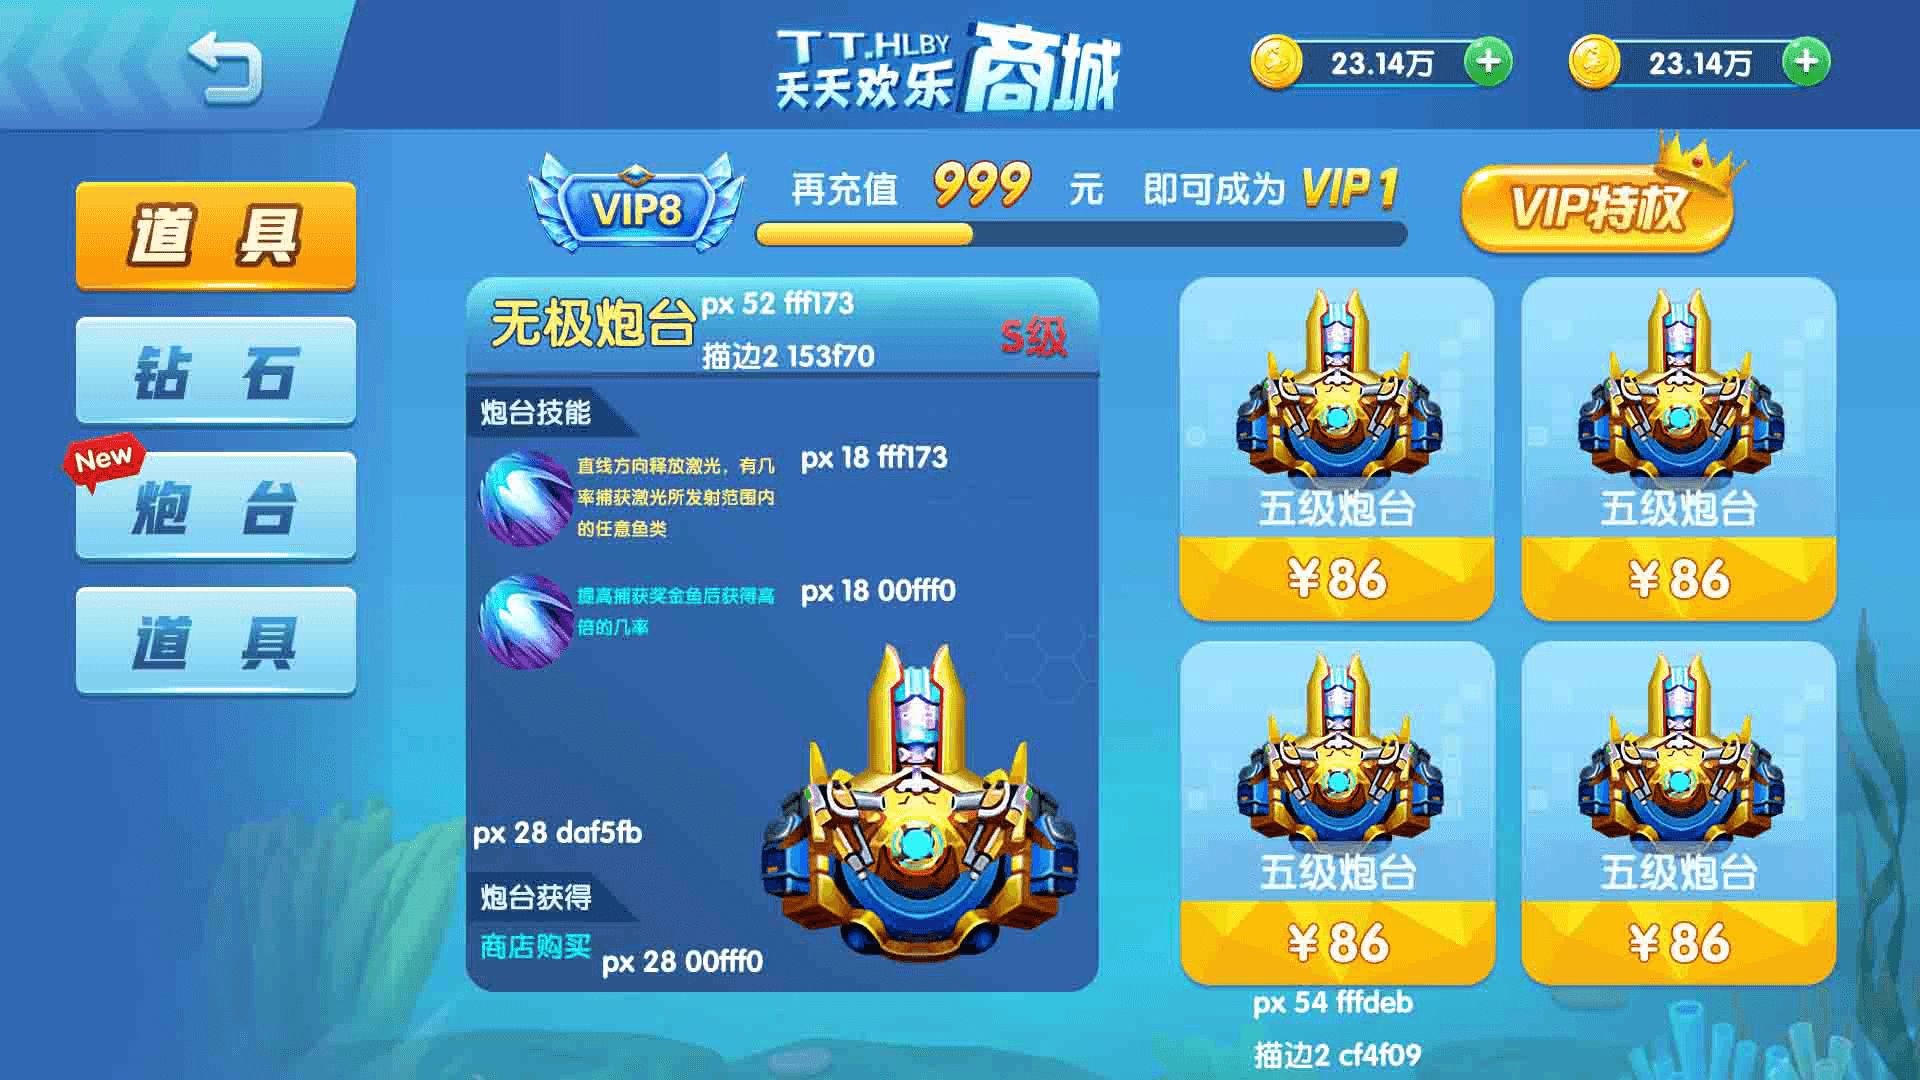 TT.HLBY
天天欢乐
商城
23.14万
23.14万
VIP8
再充值 999 元 即可成为 VIP1
VIP特权
道具
钻石
New
炮台
道具
无极炮台
px 52 fff173
描边2 153f70
S级
炮台技能
直线方向释放激光，有几
率捕获激光所发射范围内
的任意鱼类
px 18 fff173
提高捕获奖金鱼后获得高
倍的几率
px 18 00fff0
px 28 daf5fb
炮台获得
商店购买
px 28 00fff0
五级炮台
¥86
五级炮台
¥86
五级炮台
¥86
五级炮台
¥86
px 54 fffdeb
描边2 cf4f09